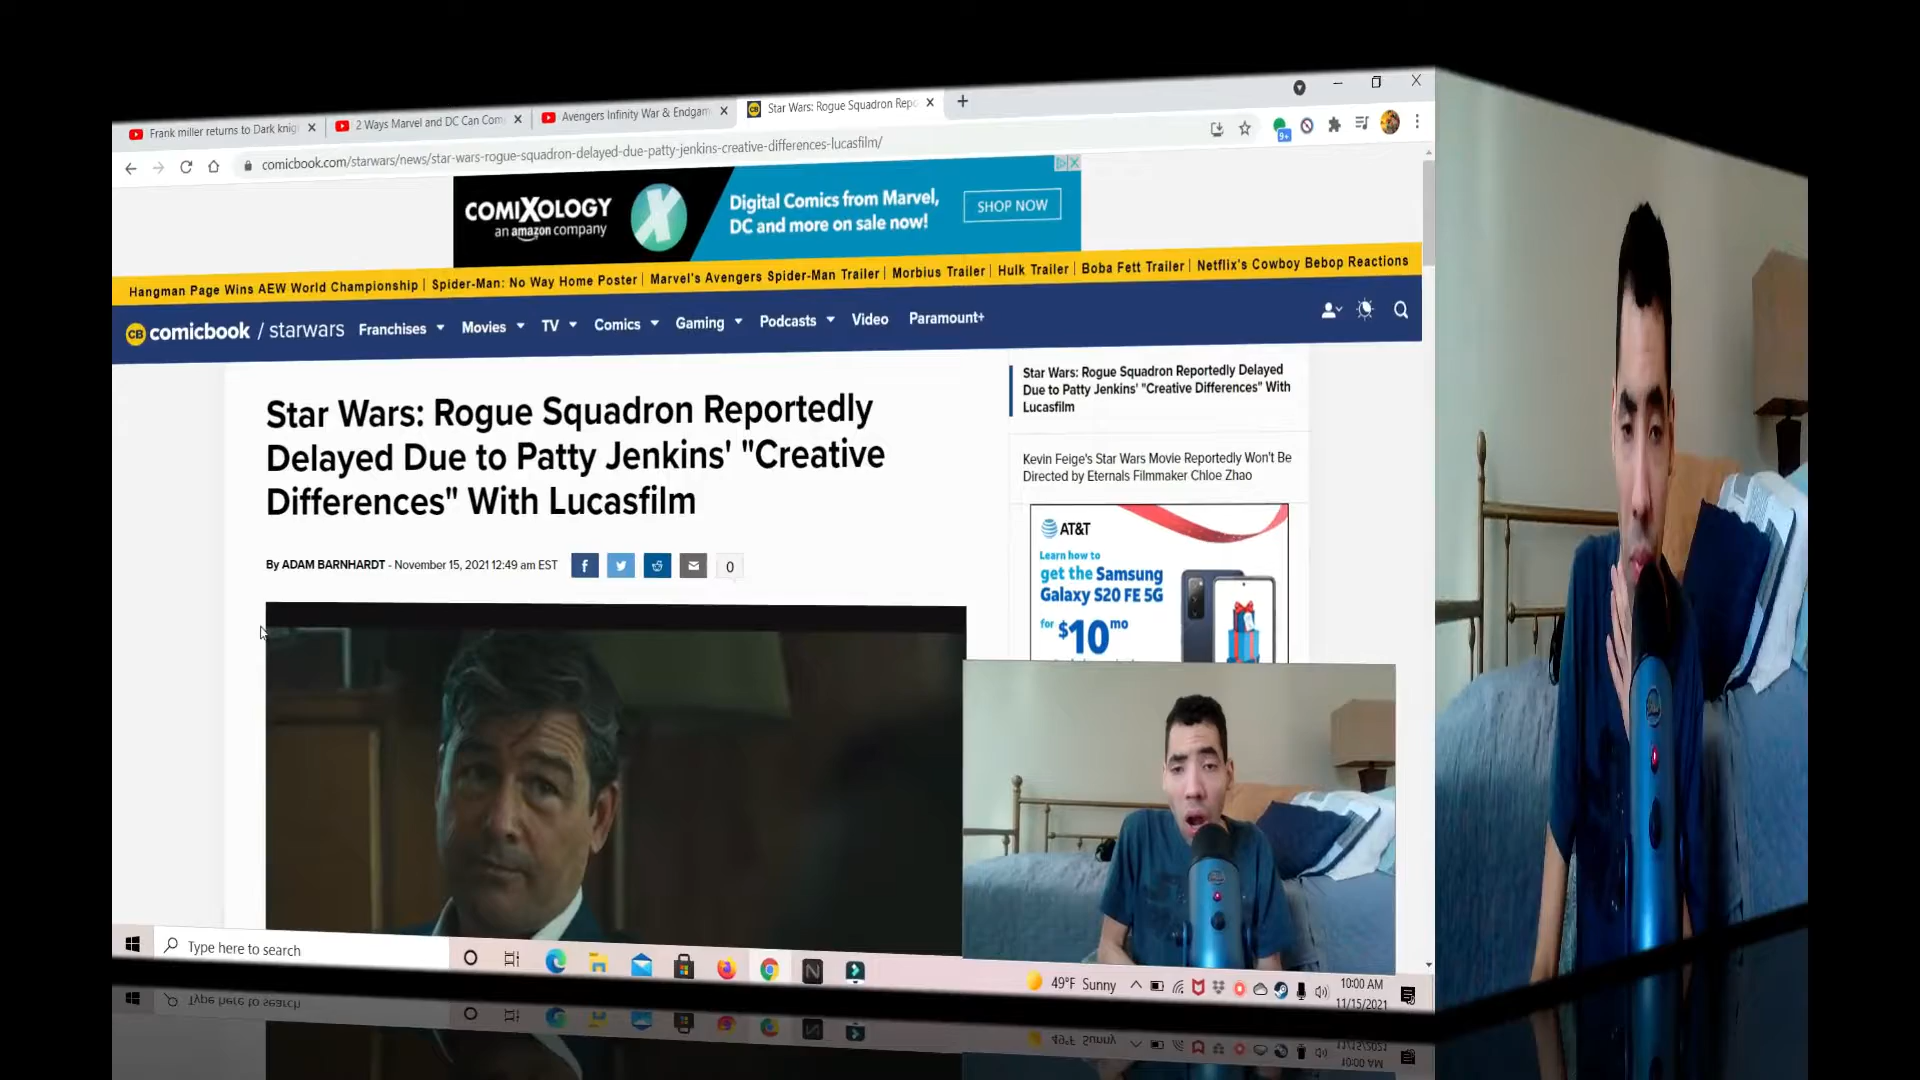 Frank miller returns to Dark knig
2 Ways Marvel and DC Can Com
Avengers Infinity War & Endgam
Star Wars: Rogue Squadron Repo
comicbook.com/starwars/news/star-wars-rogue-squadron-delayed-due-patty-jenkins-creative-differences-lucasfilm/
9+
COMIXOLOGY
an amazon company
Digital Comics from Marvel,
DC and more on sale now!
SHOP NOW
Hangman Page Wins AEW World Championship | Spider-Man: No Way Home Poster | Marvel's Avengers Spider-Man Trailer | Morbius Trailer | Hulk Trailer | Boba Fett Trailer | Netflix's Cowboy Bebop Reactions
CB comicbook / starwars
Franchises Movies TV Comics Gaming Podcasts Video Paramount+
Star Wars: Rogue Squadron Reportedly
Delayed Due to Patty Jenkins' "Creative
Differences" With Lucasfilm
By ADAM BARNHARDT - November 15, 2021 12:49 am EST
0
Star Wars: Rogue Squadron Reportedly Delayed
Due to Patty Jenkins' "Creative Differences" With
Lucasfilm
Kevin Feige's Star Wars Movie Reportedly Won't Be
Directed by Eternals Filmmaker Chloe Zhao
AT&T
Learn how to
get the Samsung
Galaxy S20 FE 5G
for $10 mo
Type here to search
49°F Sunny
10:00 AM
11/15/2021